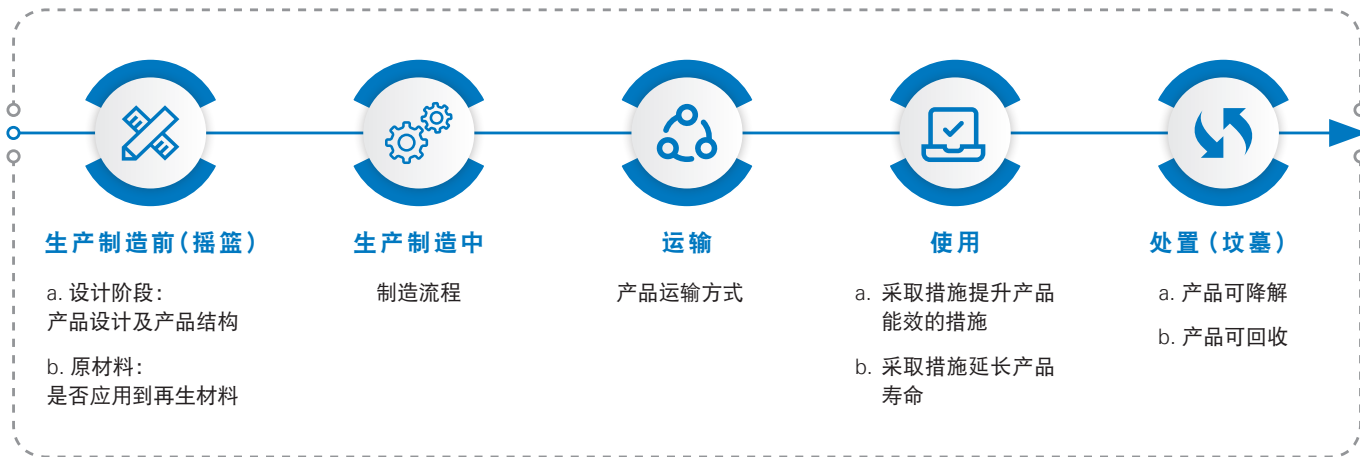 生产制造前（摇篮）
a. 设计阶段：
产品设计及产品结构
b. 原材料：
是否应用到再生材料
生产制造中
制造流程
运输
产品运输方式
使用
a. 采取措施提升产品
能效的措施
b. 采取措施延长产品
寿命
处置（坟墓）
a. 产品可降解
b. 产品可回收